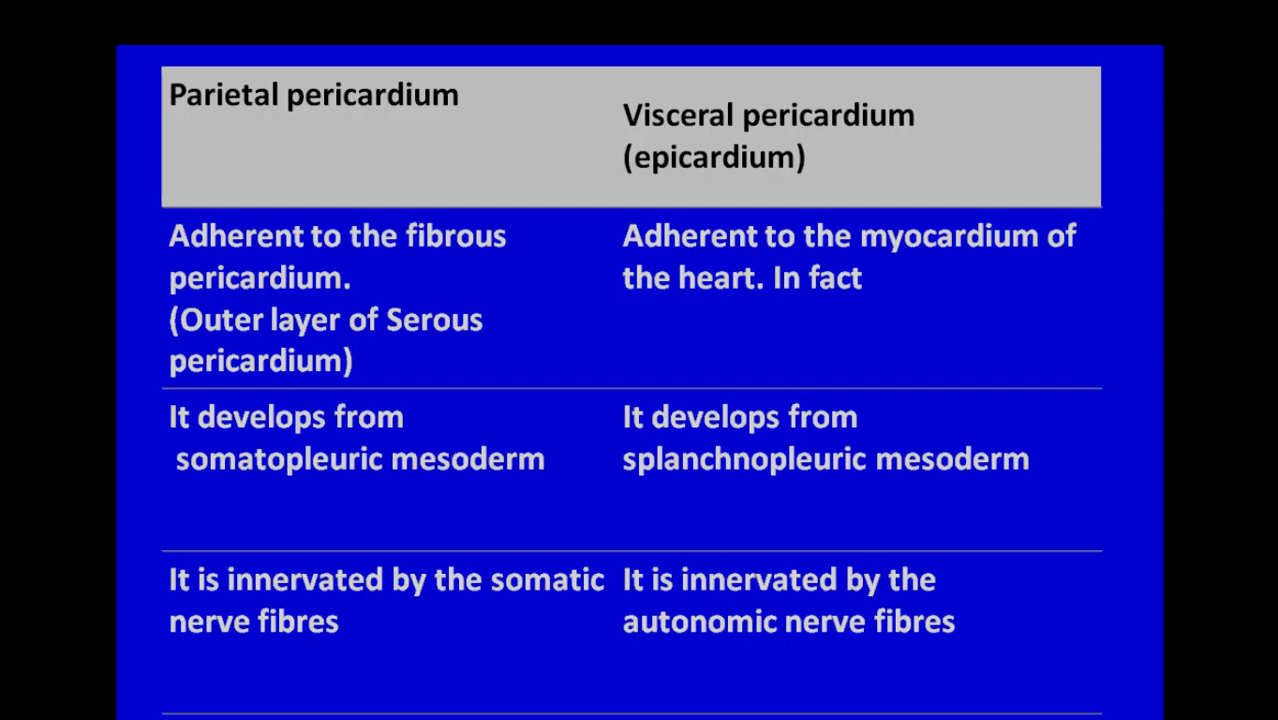 Parietal pericardium
Visceral pericardium
(epicardium)
Adherent to the fibrous
pericardium.
(Outer layer of Serous
pericardium)
Adherent to the myocardium of
the heart. In fact
It develops from
somatopleuric mesoderm
It develops from
splanchnopleuric mesoderm
It is innervated by the somatic
nerve fibres
It is innervated by the
autonomic nerve fibres